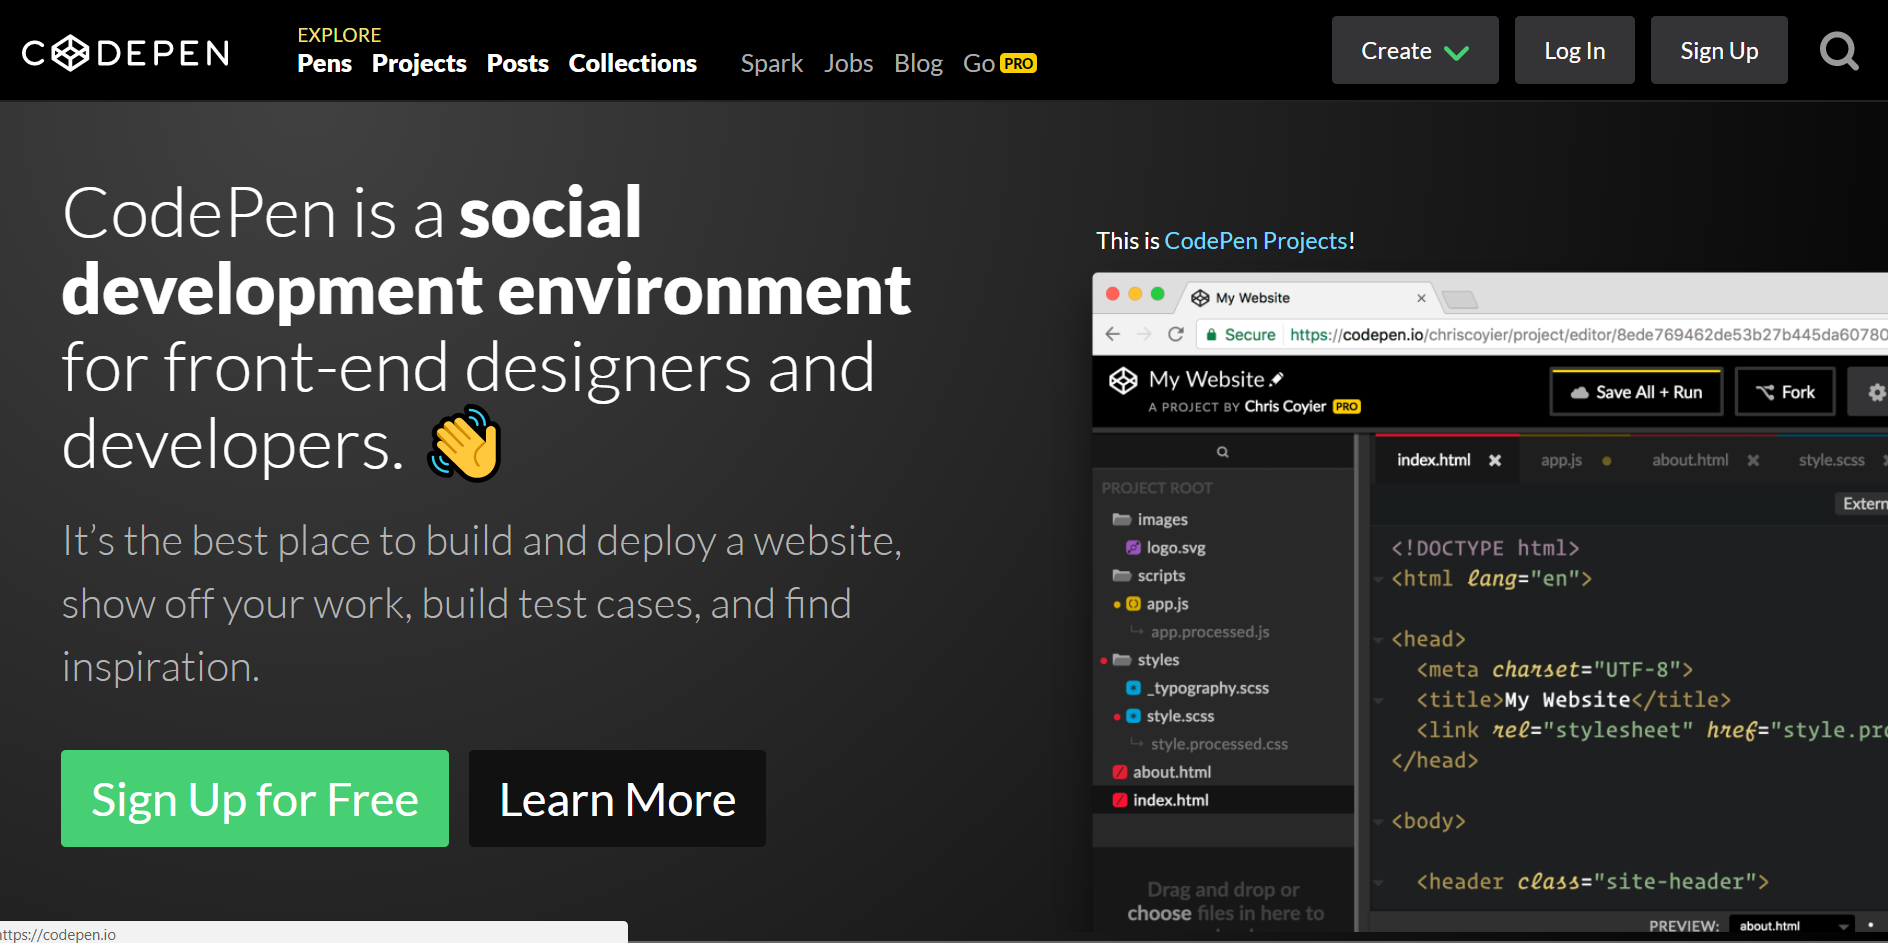 CODEPEN
EXPLORE
Pens Projects Posts Collections Spark Jobs Blog Go PRO
Create Log In Sign Up
CodePen is a social
development environment
for front-end designers and
developers.
It's the best place to build and deploy a website,
show off your work, build test cases, and find
inspiration.
Sign Up for Free Learn More
This is CodePen Projects!
My Website
Secure https://codepen.io/chriscoyier/project/editor/8ede769462de53b27b445da60780
My Website
A PROJECT BY Chris Coyier PRO
Save All + Run Fork
index.html app.js about.html style.scss
Extern
PROJECT ROOT
images
logo.svg
scripts
app.js
app.processed.js
styles
_typography.scss
style.scss
style.processed.css
about.html
index.html
Drag and drop or
choose files in here to
<!DOCTYPE html>
<html lang="en">
<head>
<meta charset="UTF-8">
<title>My Website</title>
<link rel="stylesheet" href="style.pro
</head>
<body>
<header class="site-header">
PREVIEW: about.html
ttps://codepen.io